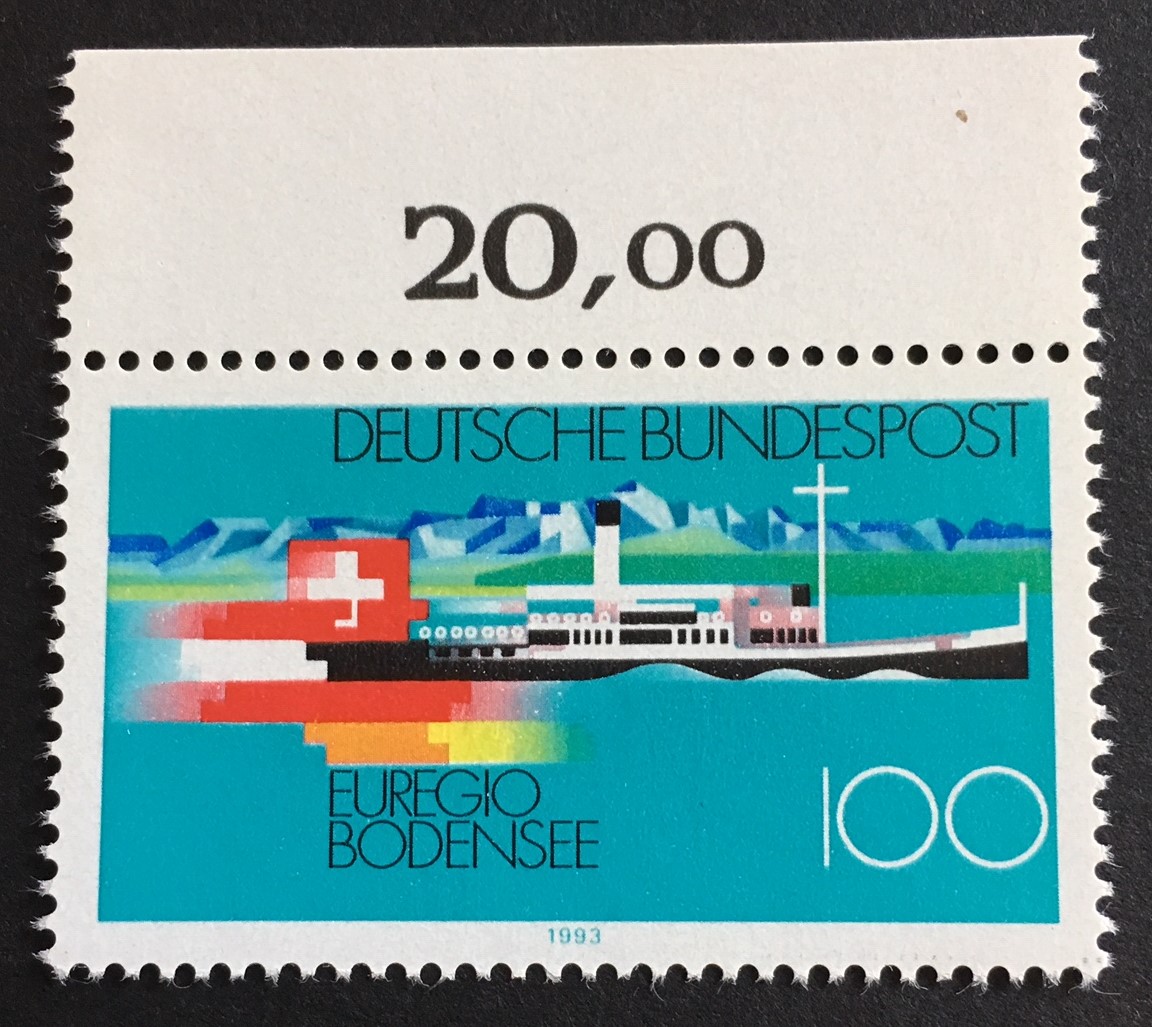 20,00
DEUTSCHE BUNDESPOST
EUREGIO
BODENSEE
100
1993